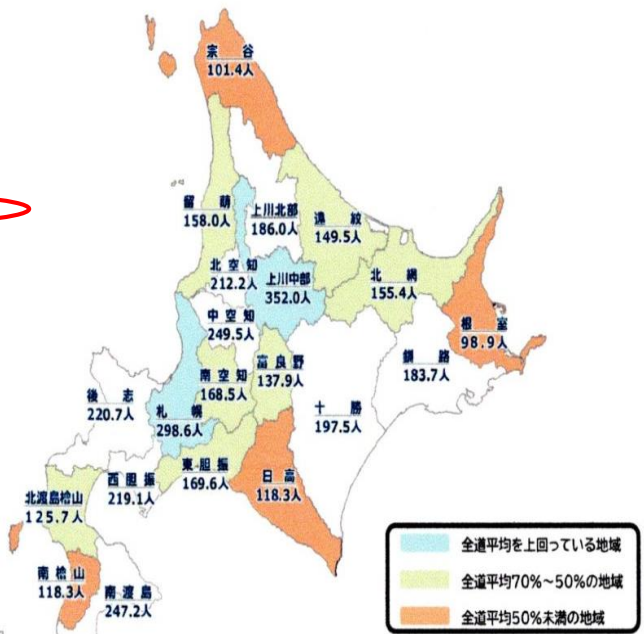 宗谷
101.4人
留萌
158.0人
上川北部
186.0人
遠紋
149.5人
北空知
212.2人
上川中部
352.0人
北網
155.4人
中空知
249.5人
根室
98.9人
釧路
183.7人
富良野
137.9人
南空知
168.5人
後志
220.7人
札幌
298.6人
十勝
197.5人
東胆振
169.6人
西胆振
219.1人
日高
118.3人
北渡島桧山
125.7人
南桧山
118.3人
南渡島
247.2人
全道平均を上回っている地域
全道平均70%～50%の地域
全道平均50%未満の地域